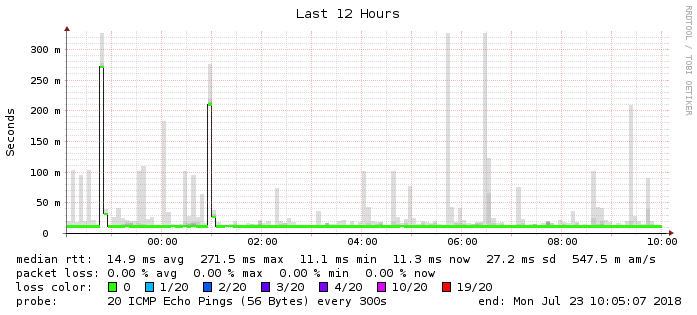 Last 12 Hours
RRDTOOL / TOBI OETIKER
Seconds
300 m
250 m
200 m
150 m
100 m
50 m
0
00:00 02:00 04:00 06:00 08:00 10:00
median rtt: 14.9 ms avg 271.5 ms max 11.1 ms min 11.3 ms now 27.2 ms sd 547.5 m am/s
packet loss: 0.00 % avg 0.00 % max 0.00 % min 0.00 % now
loss color: 0 1/20 2/20 3/20 4/20 10/20 19/20
probe: 20 ICMP Echo Pings (56 Bytes) every 300s end: Mon Jul 23 10:05:07 2018